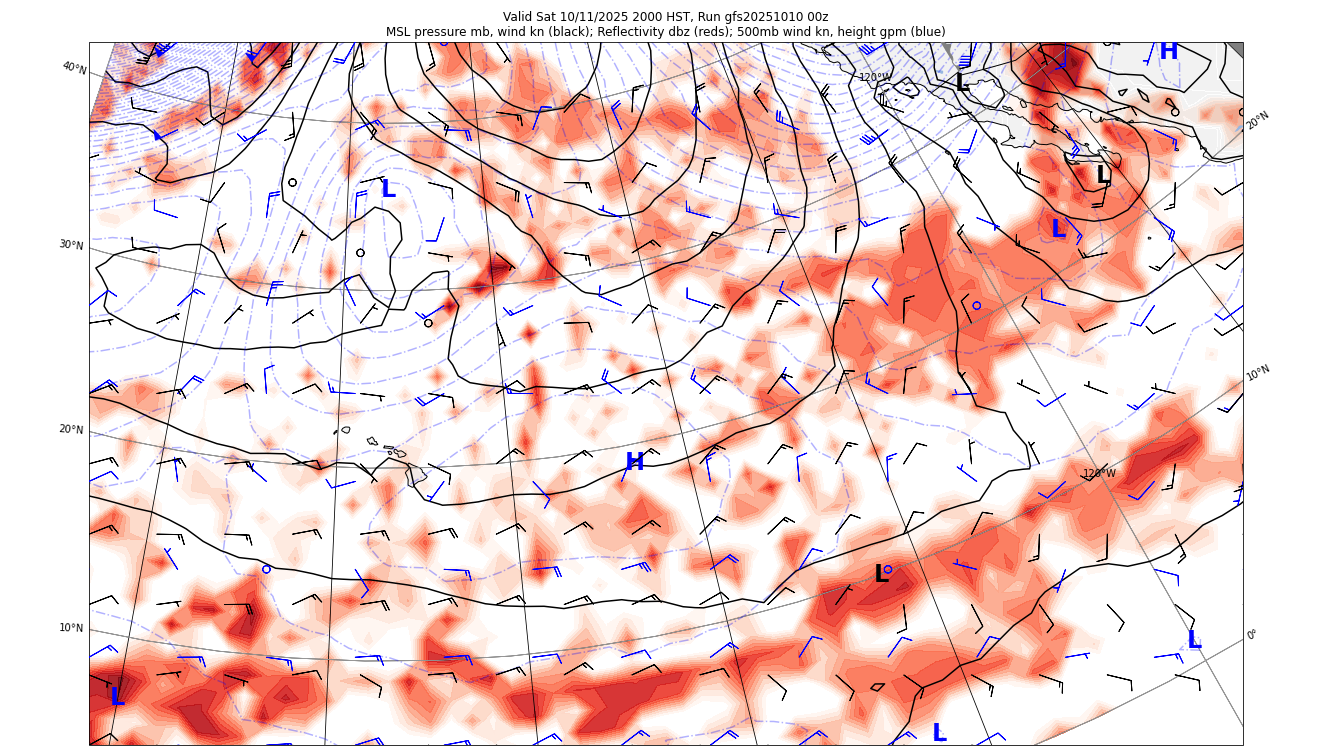 Valid Sat 10/11/2025 2000 HST, Run gfs20251010 00z
MSL pressure mb, wind kn (black); Reflectivity dbz (reds); 500mb wind kn, height gpm (blue)
H
40°N
120°W
L
20°N
L
L
L
30°N
10°N
20°N
H
120°W
L
10°N
0°
L
L
L